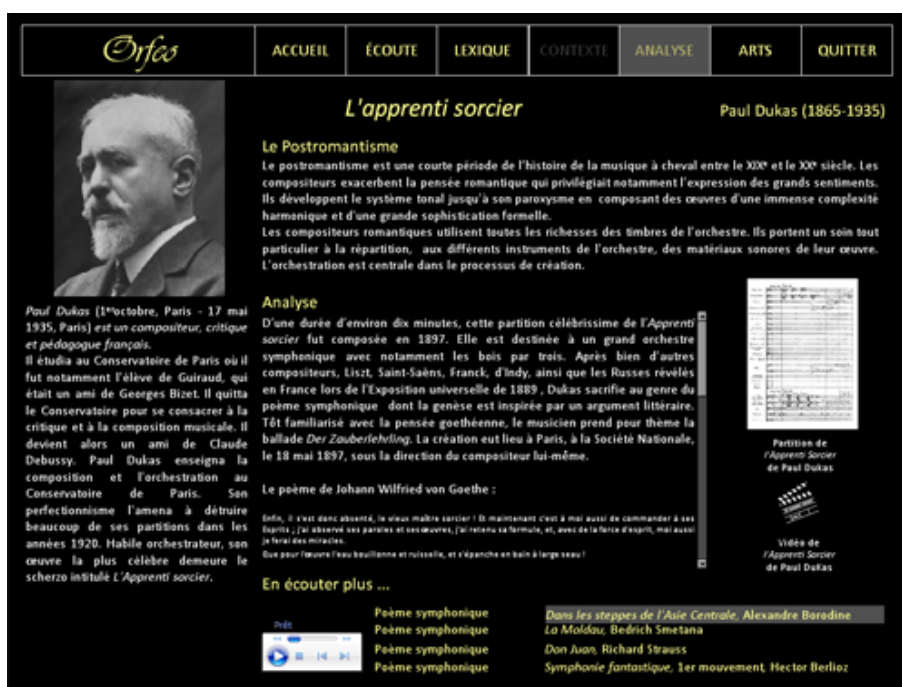 Orfeo
ACCUEIL
ÉCOUTE
LEXIQUE
CONTEXTE
ANALYSE
ARTS
QUITTER
L'apprenti sorcier
Paul Dukas (1865-1935)
Le Postromantisme
Le postromantisme est une courte période de l'histoire de la musique à cheval entre le XIXe et le XXe siècle. Les
compositeurs exacerbent la pensée romantique qui privilégiait notamment l'expression des grands sentiments.
Ils développent le système tonal jusqu'à son paroxysme en composant des œuvres d'une immense complexité
harmonique et d'une grande sophistication formelle.
Les compositeurs romantiques utilisent toutes les richesses des timbres de l'orchestre. Ils portent un soin tout
particulier à la répartition, aux différents instruments de l'orchestre, des matériaux sonores de leur œuvre.
L'orchestration est centrale dans le processus de création.
Paul Dukas (1er octobre, Paris - 17 mai
1935, Paris) est un compositeur, critique
et pédagogue français.
Il étudia au Conservatoire de Paris où il
fut notamment l'élève de Guiraud, qui
était un ami de Georges Bizet. Il quitta
le Conservatoire pour se consacrer à la
critique et à la composition musicale. Il
devient alors un ami de Claude
Debussy. Paul Dukas enseigna la
composition et l'orchestration au
Conservatoire de Paris. Son
perfectionnisme l'amena à détruire
beaucoup de ses partitions dans les
années 1920. Habile orchestrateur, son
œuvre la plus célèbre demeure le
scherzo intitulé L'Apprenti sorcier.
Analyse
D'une durée d'environ dix minutes, cette partition célébrissime de l'Apprenti
sorcier fut composée en 1897. Elle est destinée à un grand orchestre
symphonique avec notamment les bois par trois. Après bien d'autres
compositeurs, Liszt, Saint-Saëns, Franck, d'Indy, ainsi que les Russes révélés
en France lors de l'Exposition universelle de 1889 , Dukas sacrifie au genre du
poème symphonique dont la genèse est inspirée par un argument littéraire.
Tôt familiarisé avec la pensée goethéenne, le musicien prend pour thème la
ballade Der Zauberlehrling. La création eut lieu à Paris, à la Société Nationale,
le 18 mai 1897, sous la direction du compositeur lui-même.
Le poème de Johann Wilfried von Goethe :
Enfin, il s'est donc absenté, le vieux maître sorcier ! Et maintenant c'est à moi aussi de commander à ses
Esprits ; j'ai observé ses paroles et ses œuvres, j'ai retenu sa formule, et, avec de la force d'esprit, moi aussi
je ferai des miracles.
Que pour l'œuvre l'eau bouillonne et ruisselle, et s'épanche en bain à large seau !
Partition de
l'Apprenti Sorcier
de Paul Dukas
Vidéo de
l'Apprenti Sorcier
de Paul Dukas
En écouter plus ...
Prêt
Poème symphonique
Dans les steppes de l'Asie Centrale, Alexandre Borodine
Poème symphonique
La Moldau, Bedrich Smetana
Poème symphonique
Don Juan, Richard Strauss
Poème symphonique
Symphonie fantastique, 1er mouvement, Hector Berlioz